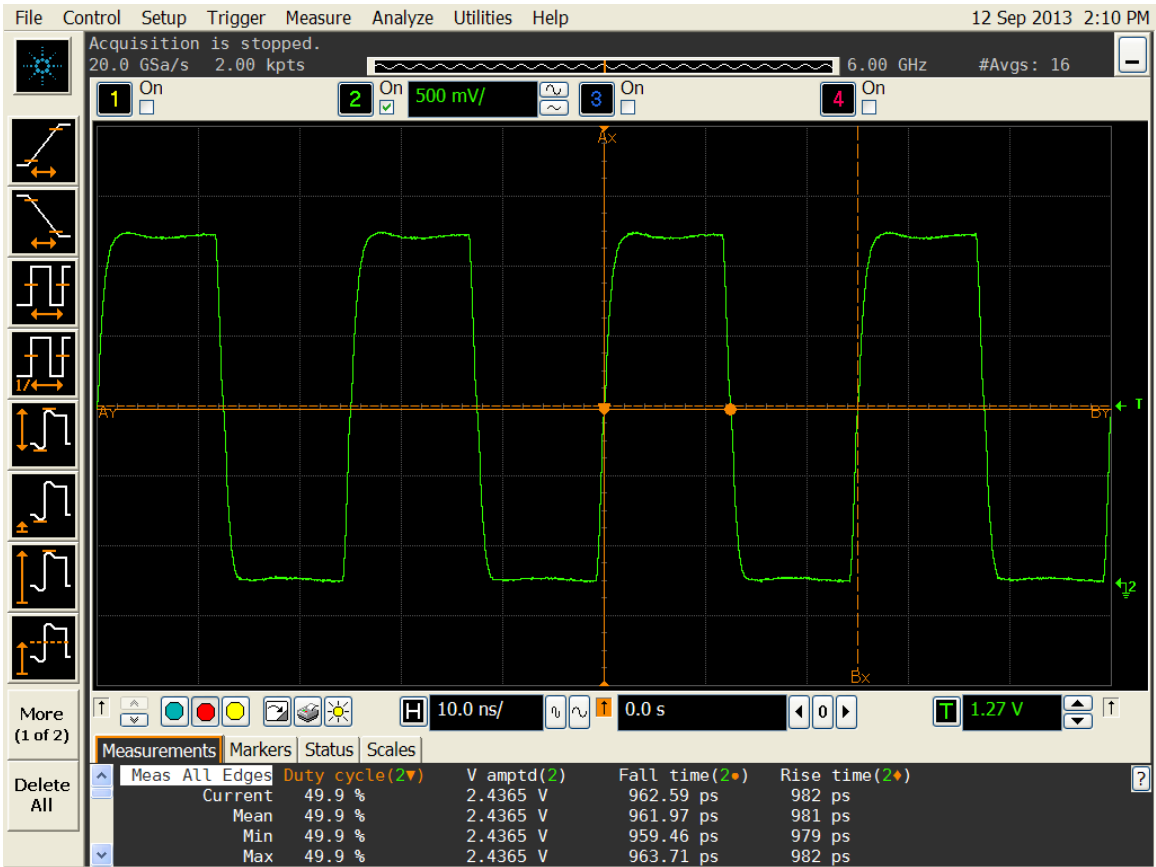 File Control Setup Trigger Measure Analyze Utilities Help 12 Sep 2013 2:10 PM
Acquisition is stopped.
20.0 GSa/s 2.00 kpts 6.00 GHz #Avgs: 16
1 On 2 On 500 mV/ 3 On 4 On
Ax
AY BY T
1/
2
Bx
More
(1 of 2)
Delete
All
H 10.0 ns/ 0.0 s 0 T 1.27 V
Measurements Markers Status Scales
Meas All Edges Duty cycle(2▼) V amptd(2) Fall time(2●) Rise time(2♦) ?
Current 49.9 % 2.4365 V 962.59 ps 982 ps
Mean 49.9 % 2.4365 V 961.97 ps 981 ps
Min 49.9 % 2.4365 V 959.46 ps 979 ps
Max 49.9 % 2.4365 V 963.71 ps 982 ps